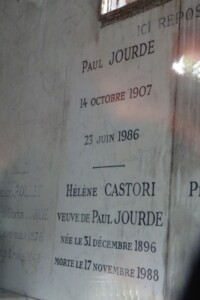 ICI REPOS
PAUL JOURDE
14 OCTOBRE 1907
23 JUIN 1986
HÉLÈNE CASTORI
VEUVE DE PAUL JOURDE
NÉE LE 31 DÉCEMBRE 1896
MORTE LE 17 NOVEMBRE 1988